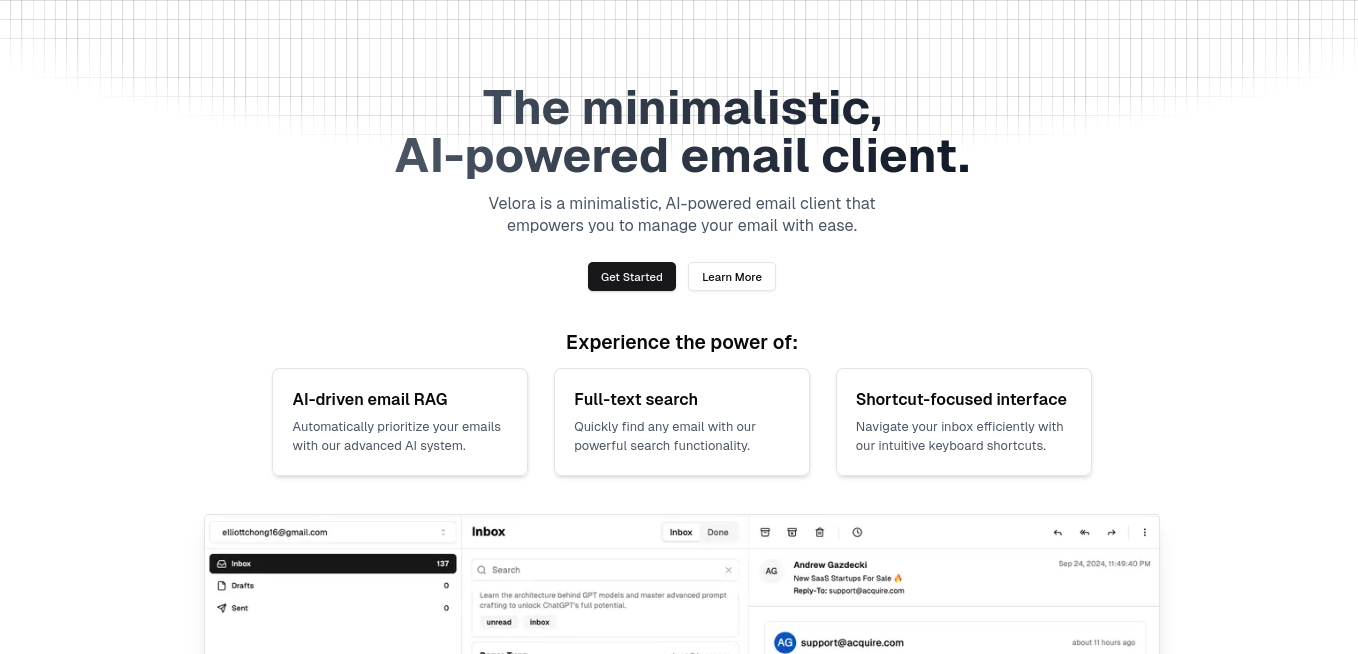 The minimalistic,
AI-powered email client.
Velora is a minimalistic, AI-powered email client that
empowers you to manage your email with ease.
Get Started
Learn More
Experience the power of:
AI-driven email RAG
Automatically prioritize your emails
with our advanced AI system.
Full-text search
Quickly find any email with our
powerful search functionality.
Shortcut-focused interface
Navigate your inbox efficiently with
our intuitive keyboard shortcuts.
elliottchong16@gmail.com
Inbox 137
Drafts 0
Sent 0
Inbox
Inbox Done
Search
Learn the architecture behind GPT models and master advanced prompt
crafting to unlock ChatGPT's full potential.
unread inbox
AG
Andrew Gazdecki
New SaaS Startups For Sale 🔥
Reply-To: support@acquire.com
Sep 24, 2024, 11:49:40 PM
AG support@acquire.com
about 11 hours ago